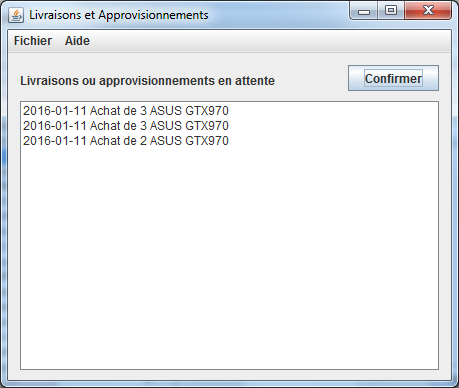 Livraisons et Approvisionnements
Fichier Aide
Livraisons ou approvisionnements en attente
Confirmer
2016-01-11 Achat de 3 ASUS GTX970
2016-01-11 Achat de 3 ASUS GTX970
2016-01-11 Achat de 2 ASUS GTX970